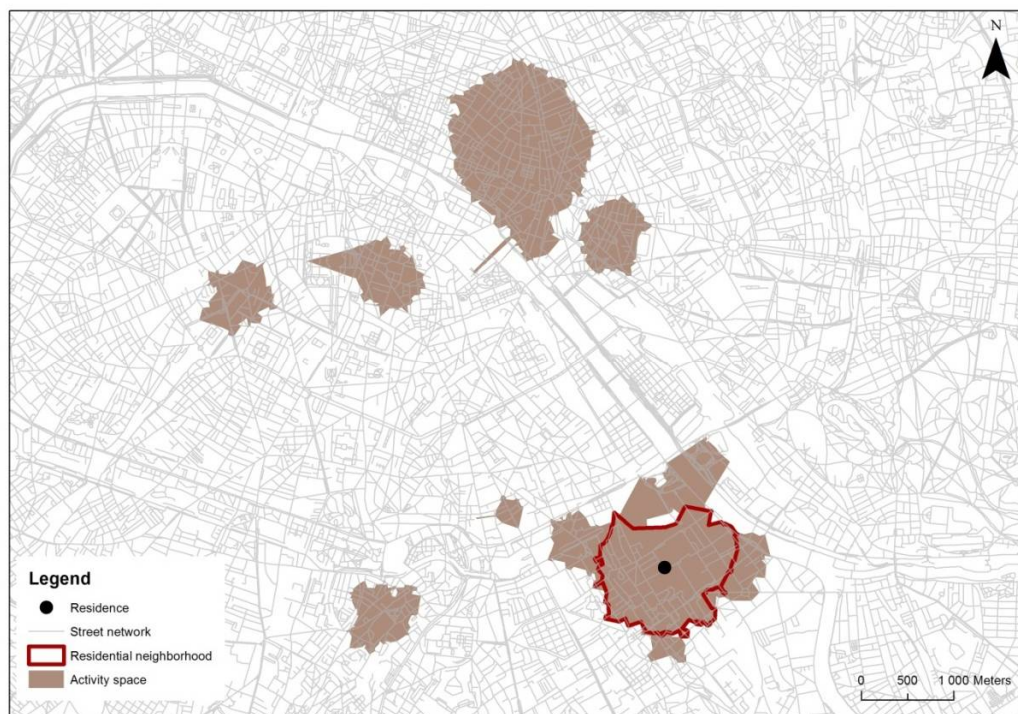 N
Legend
Residence
Street network
Residential neighborhood
Activity space
0 500 1 000 Meters